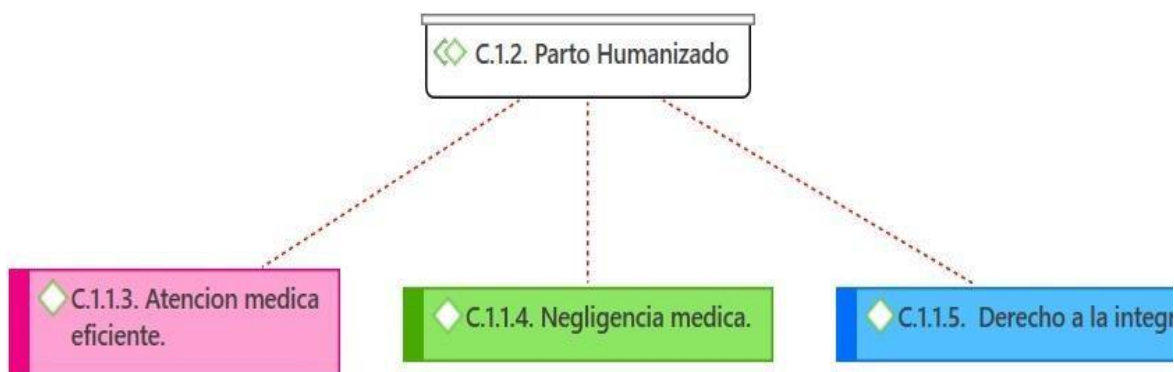 C.1.2. Parto Humanizado
C.1.1.3. Atencion medica
eficiente.
C.1.1.4. Negligencia medica.
C.1.1.5. Derecho a la